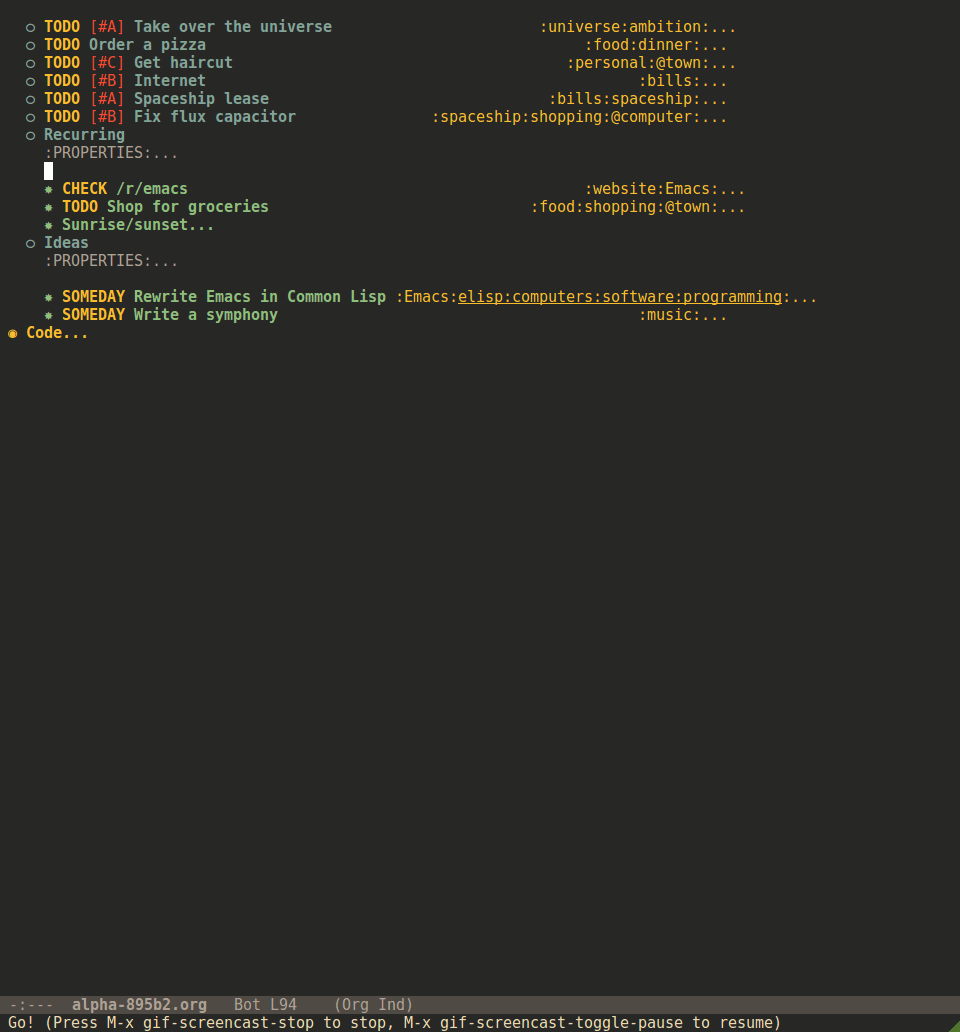 ○ TODO [#A] Take over the universe :universe:ambition:...
○ TODO Order a pizza :food:dinner:...
○ TODO [#C] Get haircut :personal:@town:...
○ TODO [#B] Internet :bills:...
○ TODO [#A] Spaceship lease :bills:spaceship:...
○ TODO [#B] Fix flux capacitor :spaceship:shopping:@computer:...
○ Recurring
:PROPERTIES:...
✸ CHECK /r/emacs :website:Emacs:...
✸ TODO Shop for groceries :food:shopping:@town:...
✸ Sunrise/sunset...
○ Ideas
:PROPERTIES:...
✸ SOMEDAY Rewrite Emacs in Common Lisp :Emacs:elisp:computers:software:programming:...
✸ SOMEDAY Write a symphony :music:...
◉ Code...
-:--- alpha-895b2.org Bot L94 (Org Ind)
Go! (Press M-x gif-screencast-stop to stop, M-x gif-screencast-toggle-pause to resume)